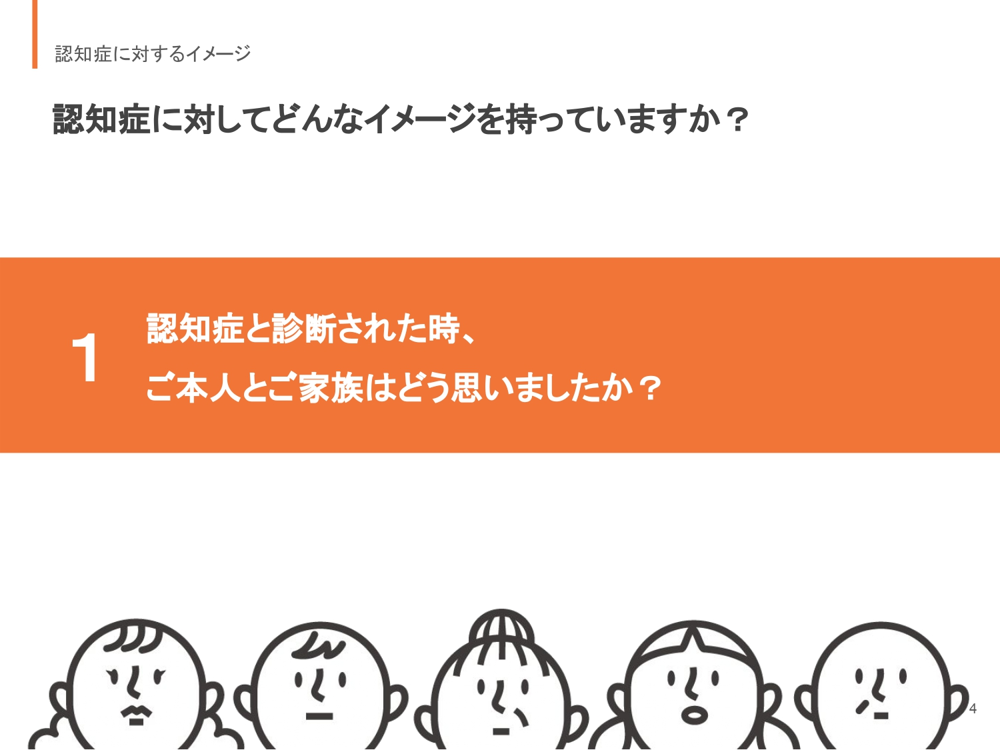 認知症に対するイメージ
認知症に対してどんなイメージを持っていますか？
1
認知症と診断された時、
ご本人とご家族はどう思いましたか？
4